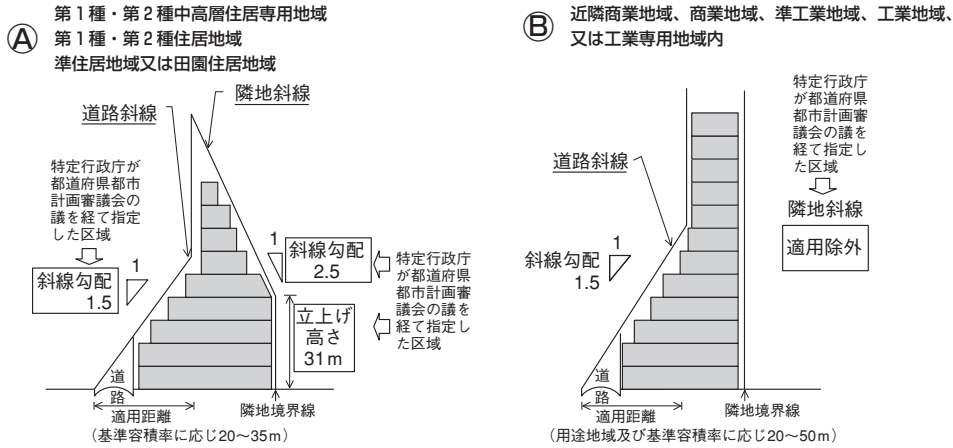 Ⓐ
第１種・第２種中高層住居専用地域
第１種・第２種住居地域
準住居地域又は田園住居地域
隣地斜線
道路斜線
特定行政庁が
都道府県都市
計画審議会の
議を経て指定
した区域
斜線勾配
1.5
1
1
斜線勾配
2.5
特定行政庁
が都道府県
都市計画審
議会の議を
経て指定し
た区域
立上げ
高さ
31ｍ
道
路
適用距離
隣地境界線
（基準容積率に応じ20〜35ｍ）
Ⓑ
近隣商業地域、商業地域、準工業地域、工業地域、
又は工業専用地域内
特定行政庁
が都道府県
都市計画審
議会の議を
経て指定し
た区域
道路斜線
隣地斜線
適用除外
斜線勾配
1.5
1
道
路
適用距離
隣地境界線
（用途地域及び基準容積率に応じ20〜50ｍ）